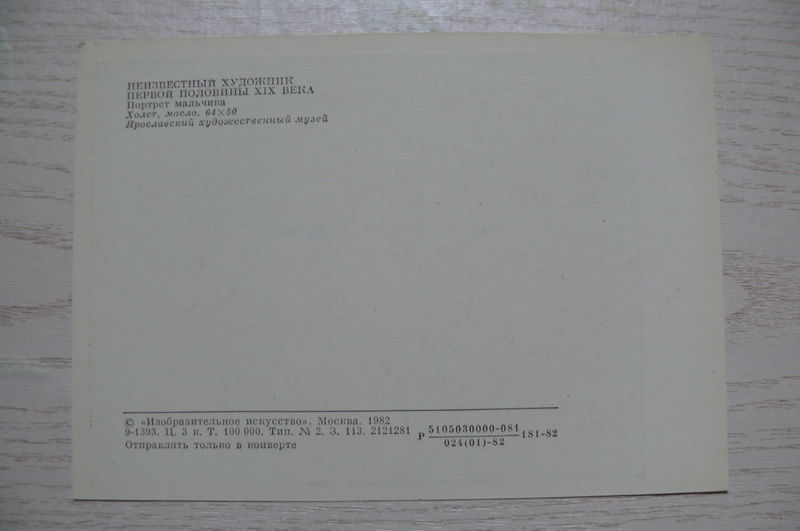 НЕИЗВЕСТНЫЙ ХУДОЖНИК
ПЕРВОЙ ПОЛОВИНЫ XIX ВЕКА
Портрет мальчика
Холст, масло. 64×50
Ярославский художественный музей
© «Изобразительное искусство». Москва. 1982
9-1393. Ц. 3 к. Т. 100 000. Тип. № 2. З. 113. 2121281
Р 5105030000-081 181-82
024(01)-82
Отправлять только в конверте